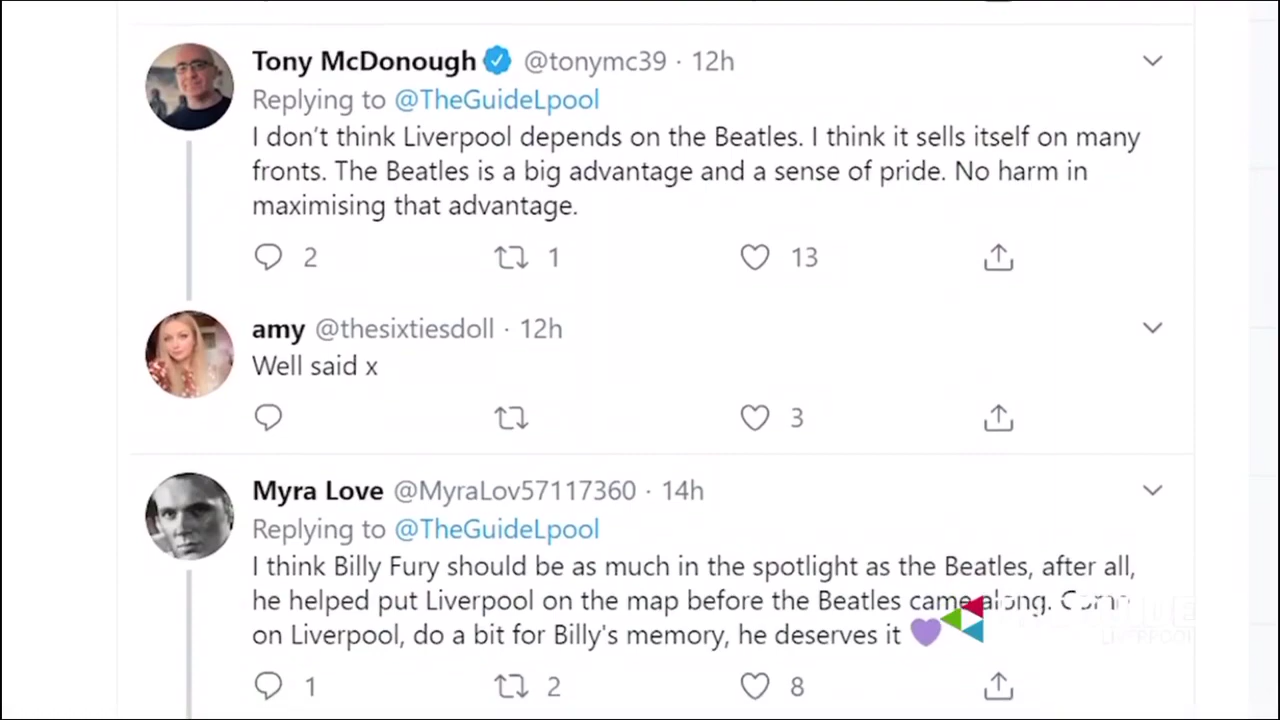 Tony McDonough @tonymc39 · 12h
Replying to @TheGuideLpool
I don't think Liverpool depends on the Beatles. I think it sells itself on many
fronts. The Beatles is a big advantage and a sense of pride. No harm in
maximising that advantage.
2 1 13
amy @thesixtiesdoll · 12h
Well said x
3
Myra Love @MyraLov57117360 · 14h
Replying to @TheGuideLpool
I think Billy Fury should be as much in the spotlight as the Beatles, after all,
he helped put Liverpool on the map before the Beatles came along.
on Liverpool, do a bit for Billy's memory, he deserves it 💜
LIVERPOOL
1 2 8